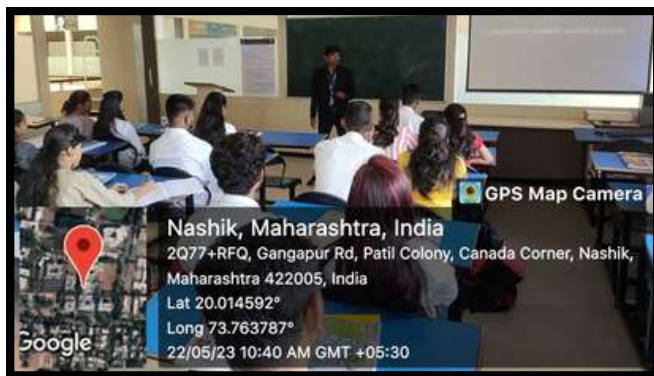 GPS Map Camera
Nashik, Maharashtra, India
2Q77+RFQ, Gangapur Rd, Patil Colony, Canada Corner, Nashik,
Maharashtra 422005, India
Lat 20.014592°
Long 73.763787°
22/05/23 10:40 AM GMT +05:30
Google